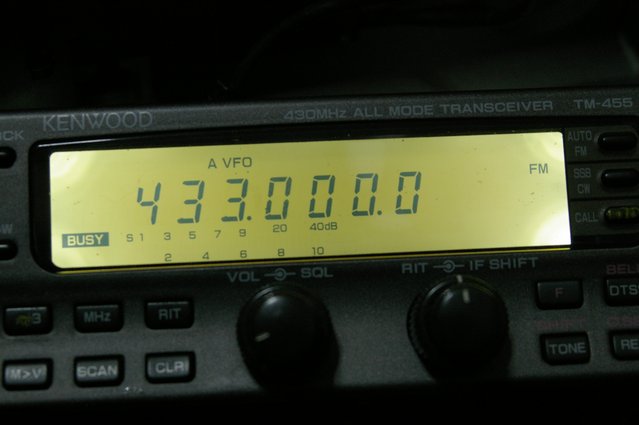 KENWOOD 430MHz ALL MODE TRANSCEIVER TM-455
A VFO FM
433.000.0
BUSY S1 3 5 7 9 20 40dB
2 4 6 8 10
AUTO
FM
SSB
CW
CALL
VOL SQL RIT IF SHIFT
MHz RIT F
M>V SCAN CLR TONE